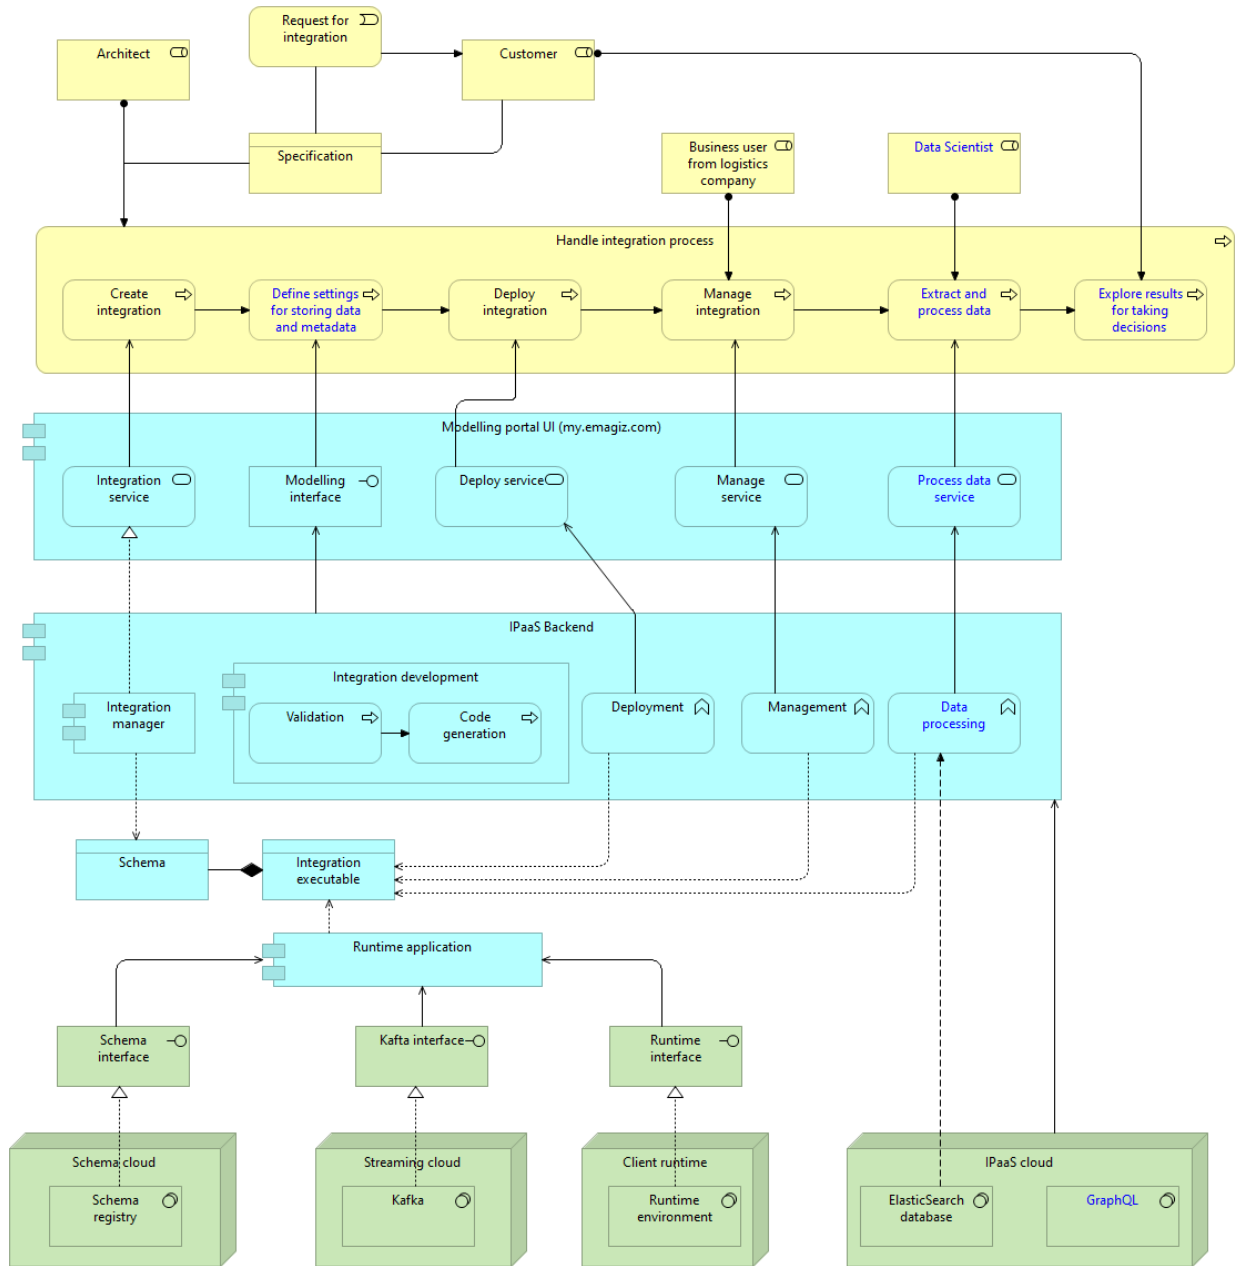 Request for
integration
Architect
Customer
Specification
Business user
from logistics
company
Data Scientist
Handle integration process
Create
integration
Define settings
for storing data
and metadata
Deploy
integration
Manage
integration
Extract and
process data
Explore results
for taking
decisions
Modelling portal UI (my.emagiz.com)
Integration
service
Modelling
interface
Deploy service
Manage
service
Process data
service
IPaaS Backend
Integration
manager
Integration development
Validation
Code
generation
Deployment
Management
Data
processing
Schema
Integration
executable
Runtime application
Schema
interface
Kafta interface
Runtime
interface
Schema cloud
Schema
registry
Streaming cloud
Kafka
Client runtime
Runtime
environment
IPaaS cloud
ElasticSearch
database
GraphQL